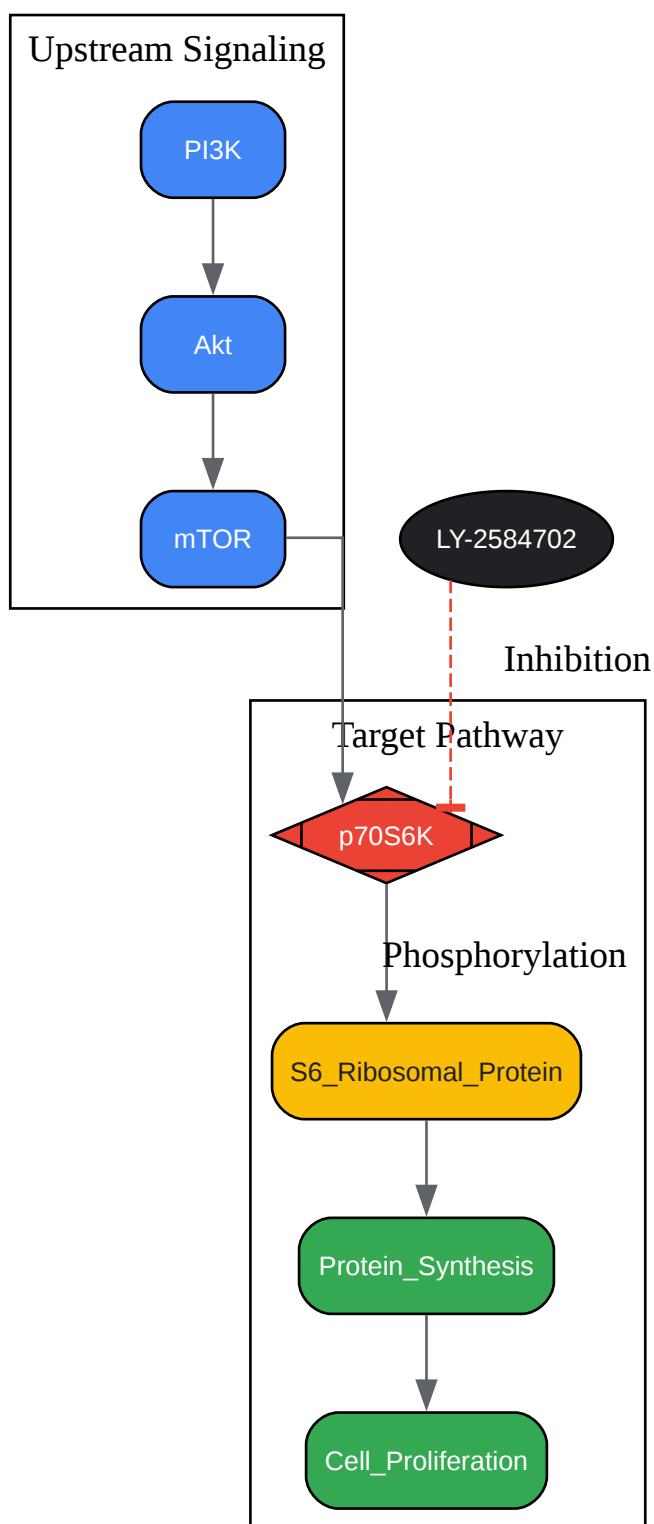 Upstream Signaling
PI3K
Akt
mTOR
LY-2584702
Inhibition
Target Pathway
p70S6K
Phosphorylation
S6_Ribosomal_Protein
Protein_Synthesis
Cell_Proliferation